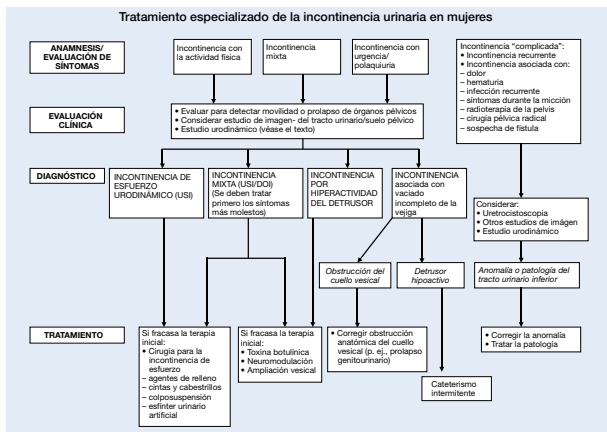 Tratamiento especializado de la incontinencia urinaria en mujeres
ANAMNESIS/
EVALUACIÓN DE
SÍNTOMAS
Incontinencia con
la actividad física
Incontinencia
mixta
Incontinencia con
urgencia/
polaquiuria
Incontinencia “complicada”:
• Incontinencia recurrente
• Incontinencia asociada con:
– dolor
– hematuria
– infección recurrente
– síntomas durante la micción
– radioterapia de la pelvis
– cirugía pélvica radical
– sospecha de fístula
EVALUACIÓN
CLÍNICA
• Evaluar para detectar movilidad o prolapso de órganos pélvicos
• Considerar estudio de imagen- del tracto urinario/suelo pélvico
• Estudio urodinámico (véase el texto)
DIAGNÓSTICO
INCONTINENCIA DE
ESFUERZO
URODINÁMICO (USI)
INCONTINENCIA
MIXTA (USI/DOI)
(Se deben tratar
primero los síntomas
más molestos)
INCONTINENCIA
POR
HIPERACTIVIDAD
DEL DETRUSOR
INCONTINENCIA
asociada con
vaciado
incompleto de la
vejiga
Considerar:
• Uretrocistoscopia
• Otros estudios de imágen
• Estudio urodinámico
Obstrucción del
cuello vesical
Detrusor
hipoactivo
Anomalía o patología del
tracto urinario inferior
TRATAMIENTO
Si fracasa la terapia
inicial:
• Cirugía para la
incontinencia de
esfuerzo
– agentes de relleno
– cintas y cabestrillos
– colposuspensión
– esfínter urinario
artificial
Si fracasa la terapia
inicial:
• Toxina botulínica
• Neuromodulación
• Ampliación vesical
• Corregir obstrucción
anatómica del cuello
vesical (p. ej., prolapso
genitourinario)
Cateterismo
intermitente
• Corregir la anomalía
• Tratar la patología